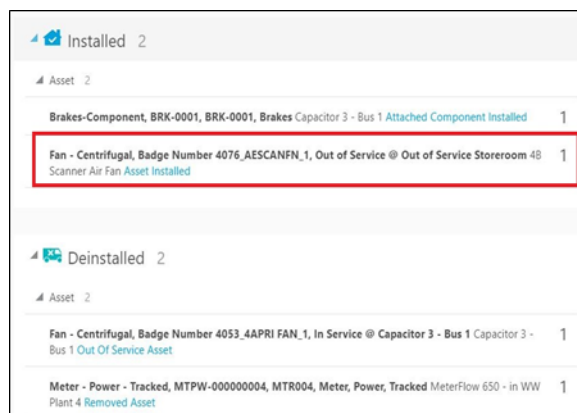 Installed 2
Asset 2
Brakes-Component, BRK-0001, BRK-0001, Brakes Capacitor 3 - Bus 1 Attached Component Installed 1
Fan - Centrifugal, Badge Number 4076_AESCANFN_1, Out of Service @ Out of Service Storeroom 4B 1
Scanner Air Fan Asset Installed
Deinstalled 2
Asset 2
Fan - Centrifugal, Badge Number 4053_4APRI FAN_1, In Service @ Capacitor 3 - Bus 1 Capacitor 3 - 1
Bus 1 Out Of Service Asset
Meter - Power - Tracked, MTPW-000000004, MTR004, Meter, Power, Tracked MeterFlow 650 - in WW 1
Plant 4 Removed Asset